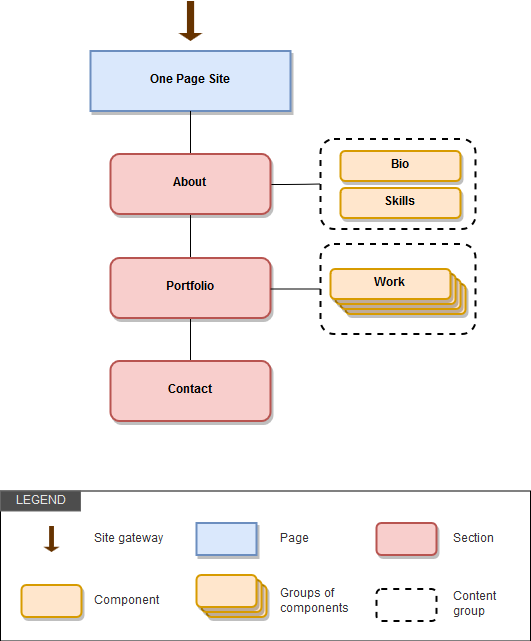 One Page Site
About
Bio
Skills
Portfolio
Work
Contact
LEGEND
Site gateway
Page
Section
Component
Groups of
components
Content
group